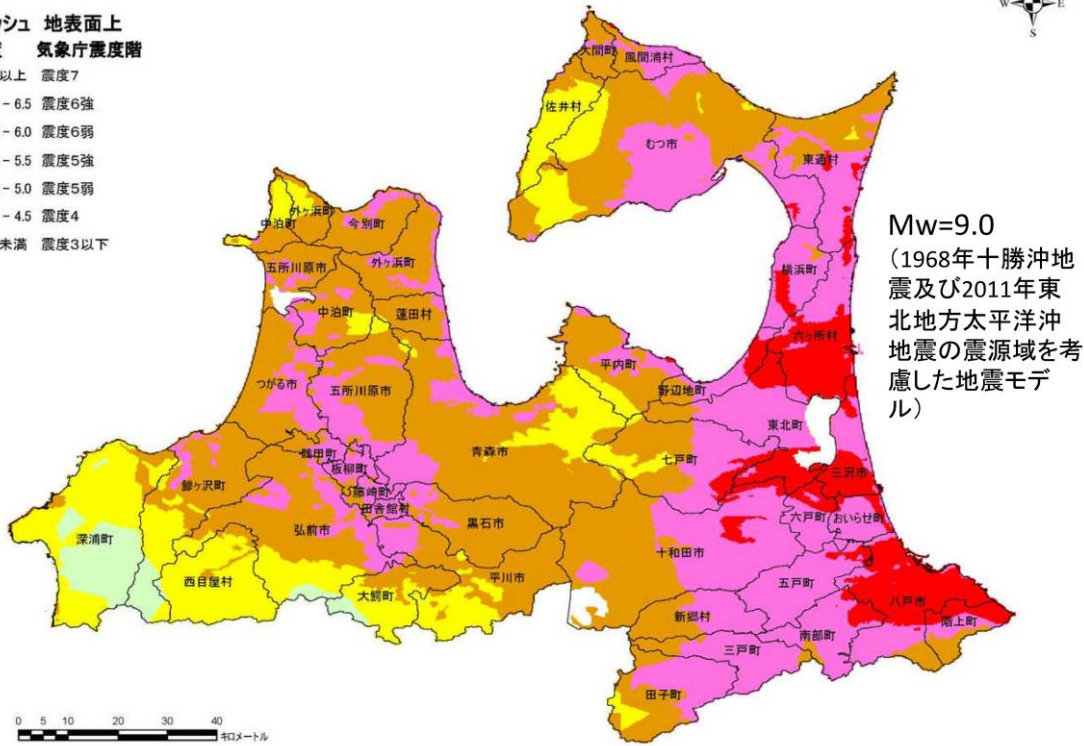 シュ 地表面上
気象庁震度階
以上 震度7
- 6.5 震度6強
- 6.0 震度6弱
- 5.5 震度5強
- 5.0 震度5弱
- 4.5 震度4
未満 震度3以下
W E
S
大間町
風間浦村
佐井村
むつ市
東通村
外ヶ浜町
中泊町
今別町
五所川原市
外ヶ浜町
横浜町
中泊町
蓬田村
六ヶ所村
平内町
つがる市
五所川原市
野辺地町
東北町
青森市
鶴田町
七戸町
板柳町
三沢市
鰺ヶ沢町
藤崎町
田舎館村
六戸町
おいらせ町
弘前市
黒石市
深浦町
十和田市
西目屋村
平川市
五戸町
大鰐町
八戸市
新郷村
階上町
南部町
三戸町
田子町
Mw=9.0
(1968年十勝沖地
震及び2011年東
北地方太平洋沖
地震の震源域を考
慮した地震モデ
ル)
0 5 10 20 30 40
キロメートル